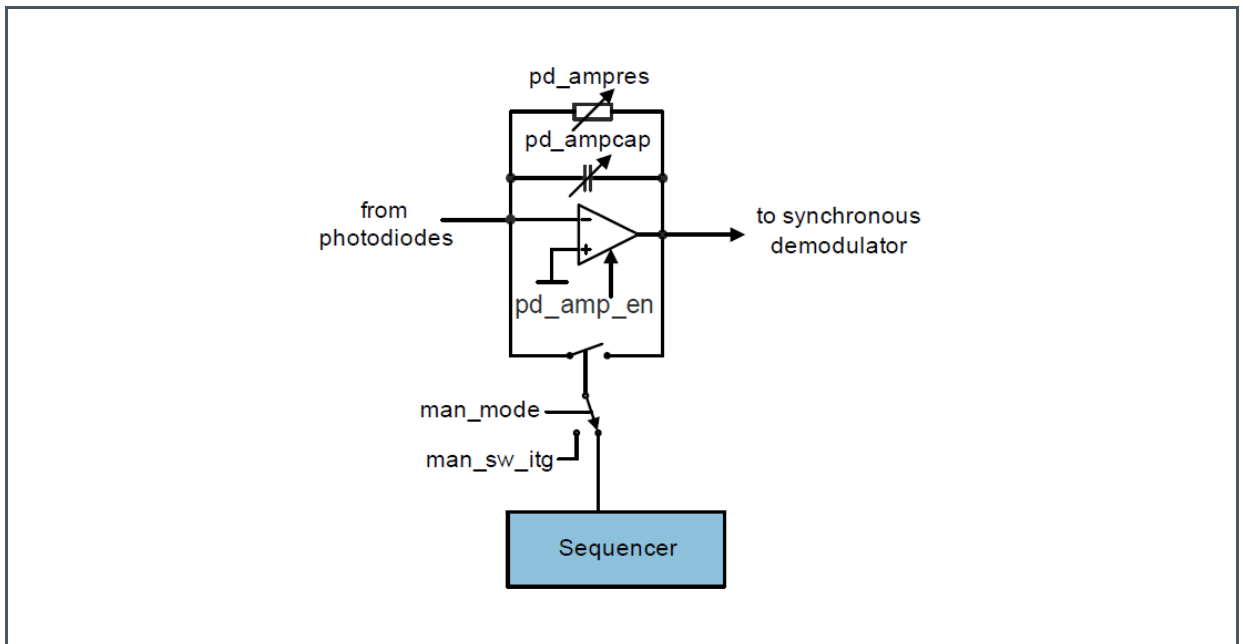 pd_ampres
pd_ampcap
from
photodiodes
to synchronous
demodulator
pd_amp_en
man_mode
man_sw_itg
Sequencer